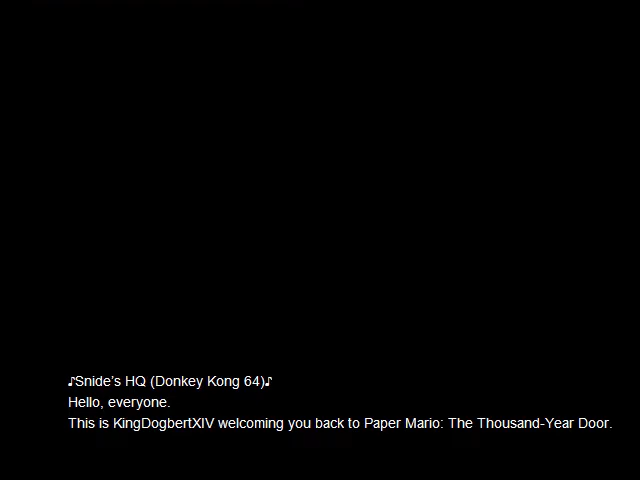 ♪Snide's HQ (Donkey Kong 64)♪
Hello, everyone.
This is KingDogbertXIV welcoming you back to Paper Mario: The Thousand-Year Door.